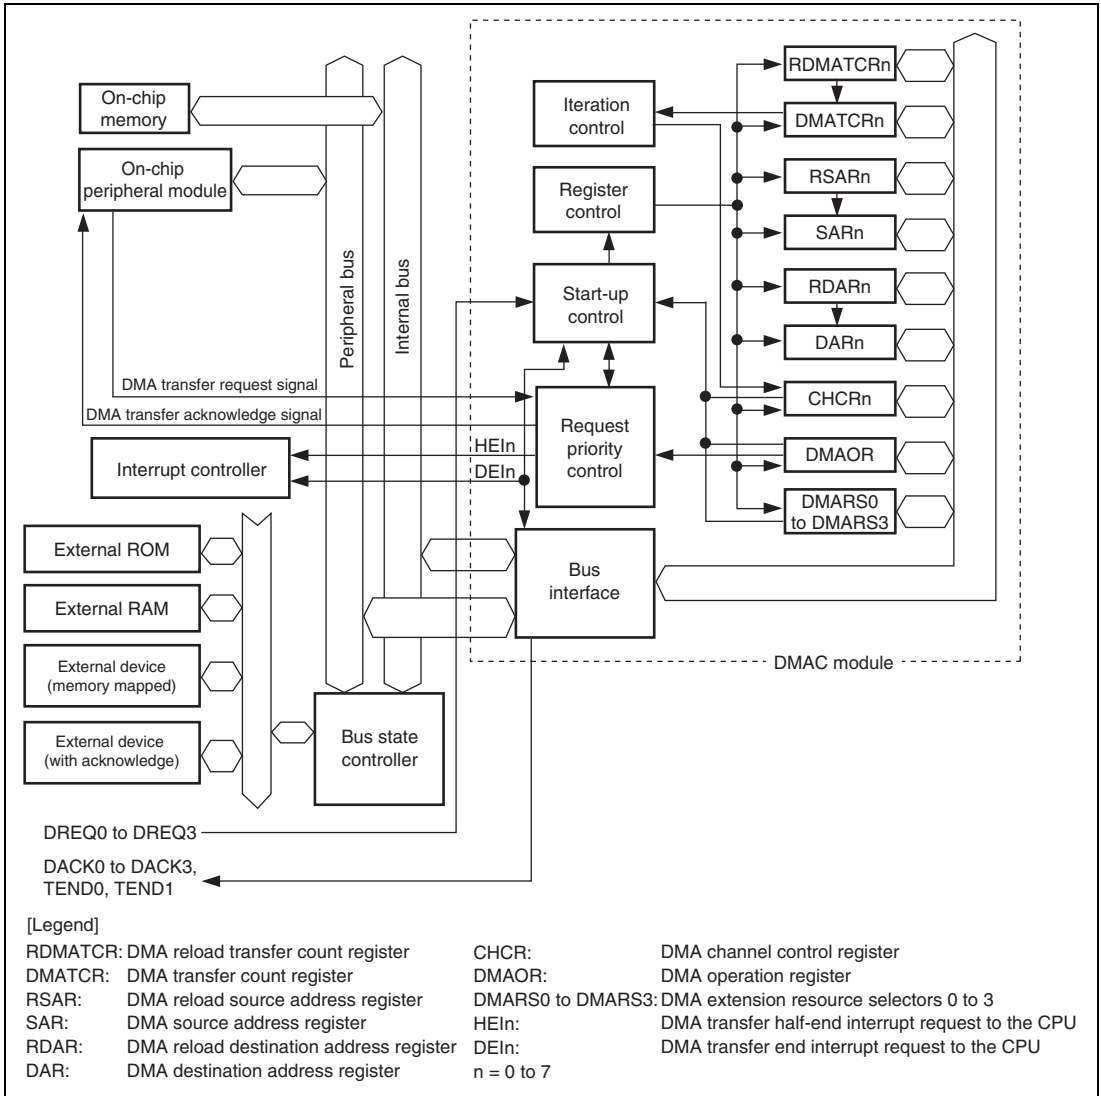 On-chip
memory
On-chip
peripheral module
Peripheral bus
Internal bus
Iteration
control
Register
control
Start-up
control
Request
priority
control
Bus
interface
RDMATCRn
DMATCRn
RSARn
SARn
RDARn
DARn
CHCRn
DMAOR
DMARS0
to DMARS3
DMA transfer request signal
DMA transfer acknowledge signal
HEIn
DEIn
Interrupt controller
External ROM
External RAM
External device
(memory mapped)
External device
(with acknowledge)
Bus state
controller
DMAC module
DREQ0 to DREQ3
DACK0 to DACK3,
TEND0, TEND1
[Legend]
RDMATCR: DMA reload transfer count register
DMATCR: DMA transfer count register
RSAR: DMA reload source address register
SAR: DMA source address register
RDAR: DMA reload destination address register
DAR: DMA destination address register
CHCR: DMA channel control register
DMAOR: DMA operation register
DMARS0 to DMARS3: DMA extension resource selectors 0 to 3
HEIn: DMA transfer half-end interrupt request to the CPU
DEIn: DMA transfer end interrupt request to the CPU
n = 0 to 7